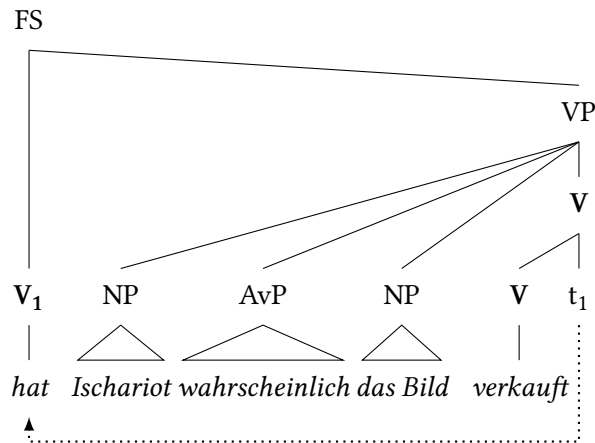 FS
VP
V
V₁ NP AvP NP V t₁
hat Ischariot wahrscheinlich das Bild verkauft